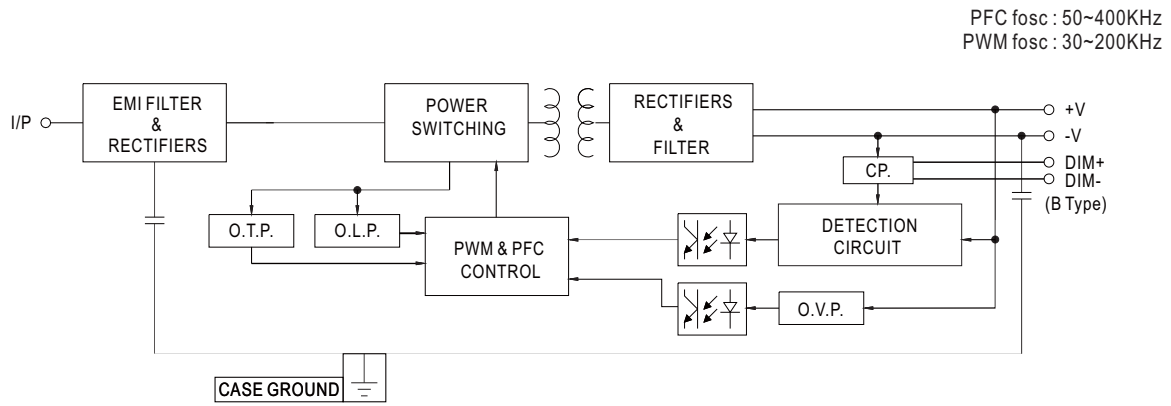 PFC fosc : 50~400KHz
PWM fosc : 30~200KHz
I/P
EMI FILTER
&
RECTIFIERS
POWER
SWITCHING
RECTIFIERS
&
FILTER
+V
-V
DIM+
DIM-
(B Type)
CP.
O.T.P.
O.L.P.
PWM & PFC
CONTROL
DETECTION
CIRCUIT
O.V.P.
CASE GROUND